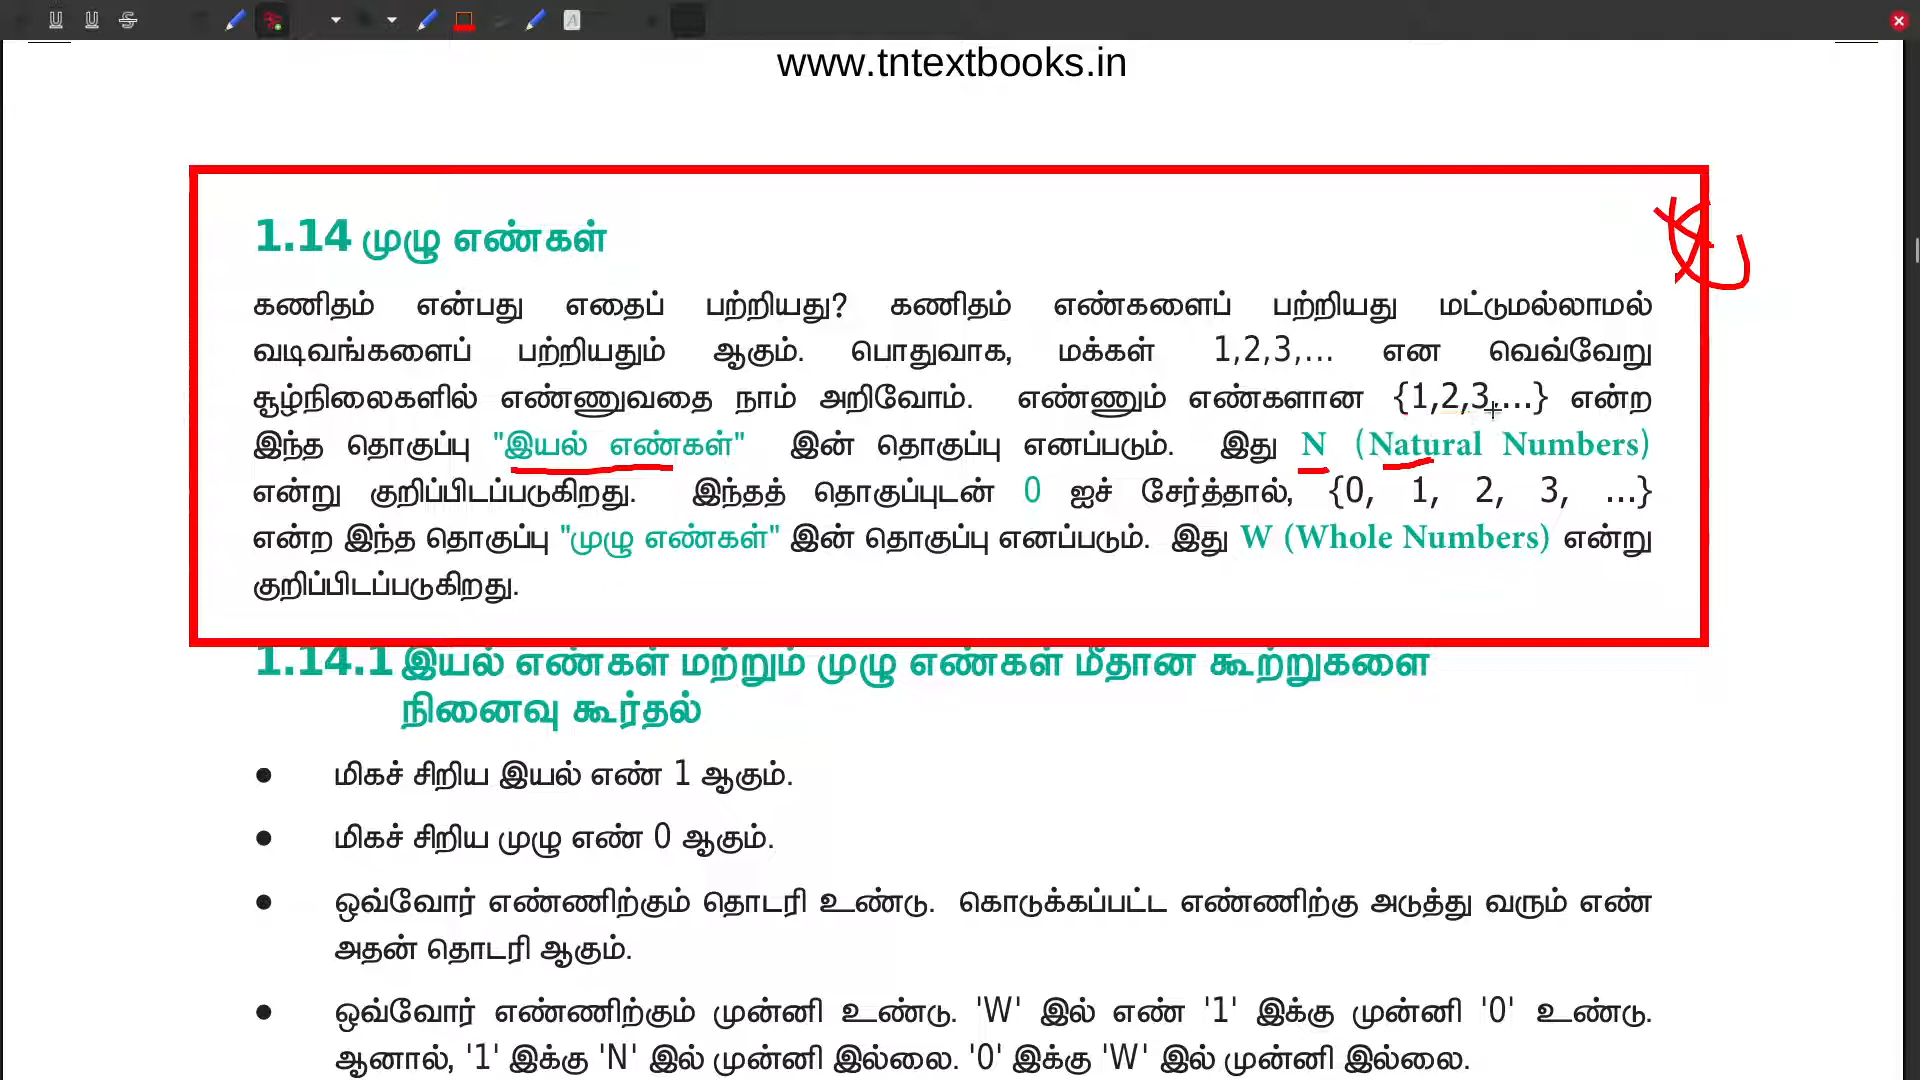 www.tntextbooks.in
1.14 முழு எண்கள்
கணிதம் என்பது எதைப் பற்றியது? கணிதம் எண்களைப் பற்றியது மட்டுமல்லாமல்
வடிவங்களைப் பற்றியதும் ஆகும். பொதுவாக, மக்கள் 1,2,3,... என வெவ்வேறு
சூழ்நிலைகளில் எண்ணுவதை நாம் அறிவோம். எண்ணும் எண்களான {1,2,3,...} என்ற
இந்த தொகுப்பு "இயல் எண்கள்" இன் தொகுப்பு எனப்படும். இது N (Natural Numbers)
என்று குறிப்பிடப்படுகிறது. இந்தத் தொகுப்புடன் 0 ஐச் சேர்த்தால், {0, 1, 2, 3, ...}
என்ற இந்த தொகுப்பு "முழு எண்கள்" இன் தொகுப்பு எனப்படும். இது W (Whole Numbers) என்று
குறிப்பிடப்படுகிறது.
1.14.1 இயல் எண்கள் மற்றும் முழு எண்கள் மீதான கூற்றுகளை
நினைவு கூர்தல்
● மிகச் சிறிய இயல் எண் 1 ஆகும்.
● மிகச் சிறிய முழு எண் 0 ஆகும்.
● ஒவ்வோர் எண்ணிற்கும் தொடரி உண்டு. கொடுக்கப்பட்ட எண்ணிற்கு அடுத்து வரும் எண்
அதன் தொடரி ஆகும்.
● ஒவ்வோர் எண்ணிற்கும் முன்னி உண்டு. 'W' இல் எண் '1' இக்கு முன்னி '0' உண்டு.
ஆனால், '1' இக்கு 'N' இல் முன்னி இல்லை. '0' இக்கு 'W' இல் முன்னி இல்லை.